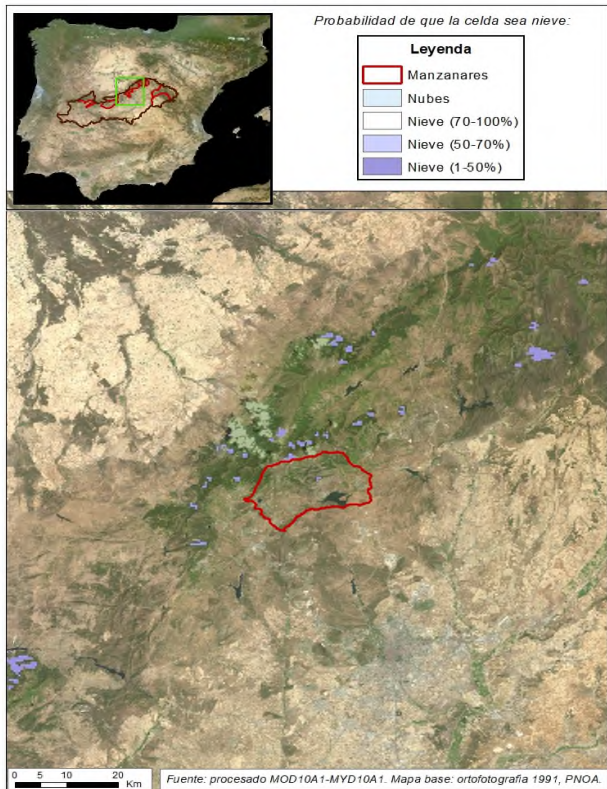 Probabilidad de que la celda sea nieve:
Leyenda
Manzanares
Nubes
Nieve (70-100%)
Nieve (50-70%)
Nieve (1-50%)
0 5 10 20
Km
Fuente: procesado MOD10A1-MYD10A1. Mapa base: ortofotografia 1991, PNOA.